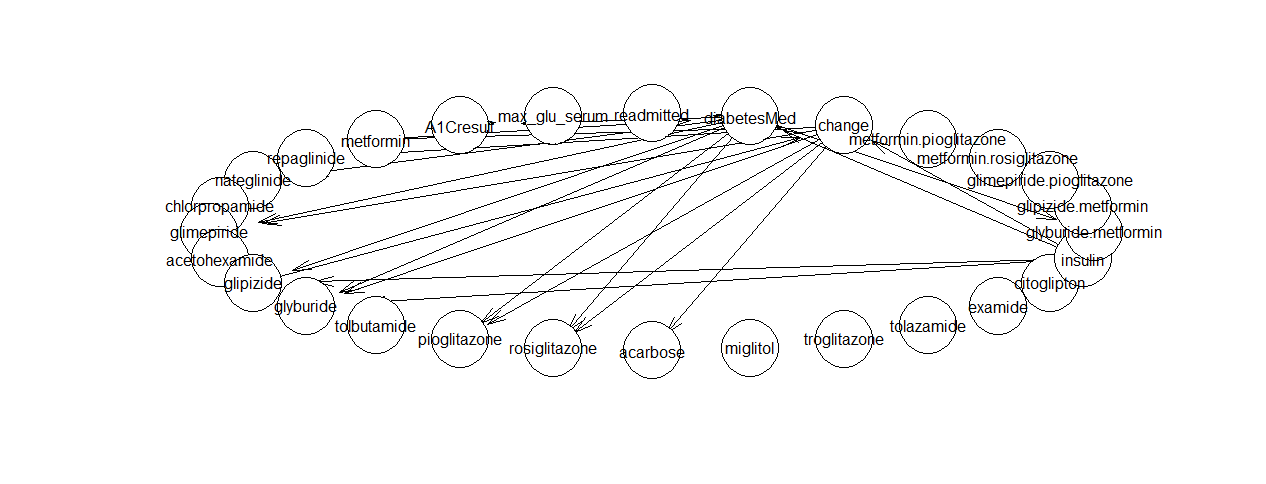 max_glu_serum
readmitted
diabetesMed
change
A1Cresult
metformin
metformin.pioglitazone
repaglinide
metformin.rosiglitazone
nateglinide
glimepiride.pioglitazone
chlorpropamide
glipizide.metformin
glimepiride
glyburide.metformin
acetohexamide
insulin
glipizide
citoglipton
glyburide
examide
tolbutamide
tolazamide
pioglitazone
troglitazone
rosiglitazone
miglitol
acarbose